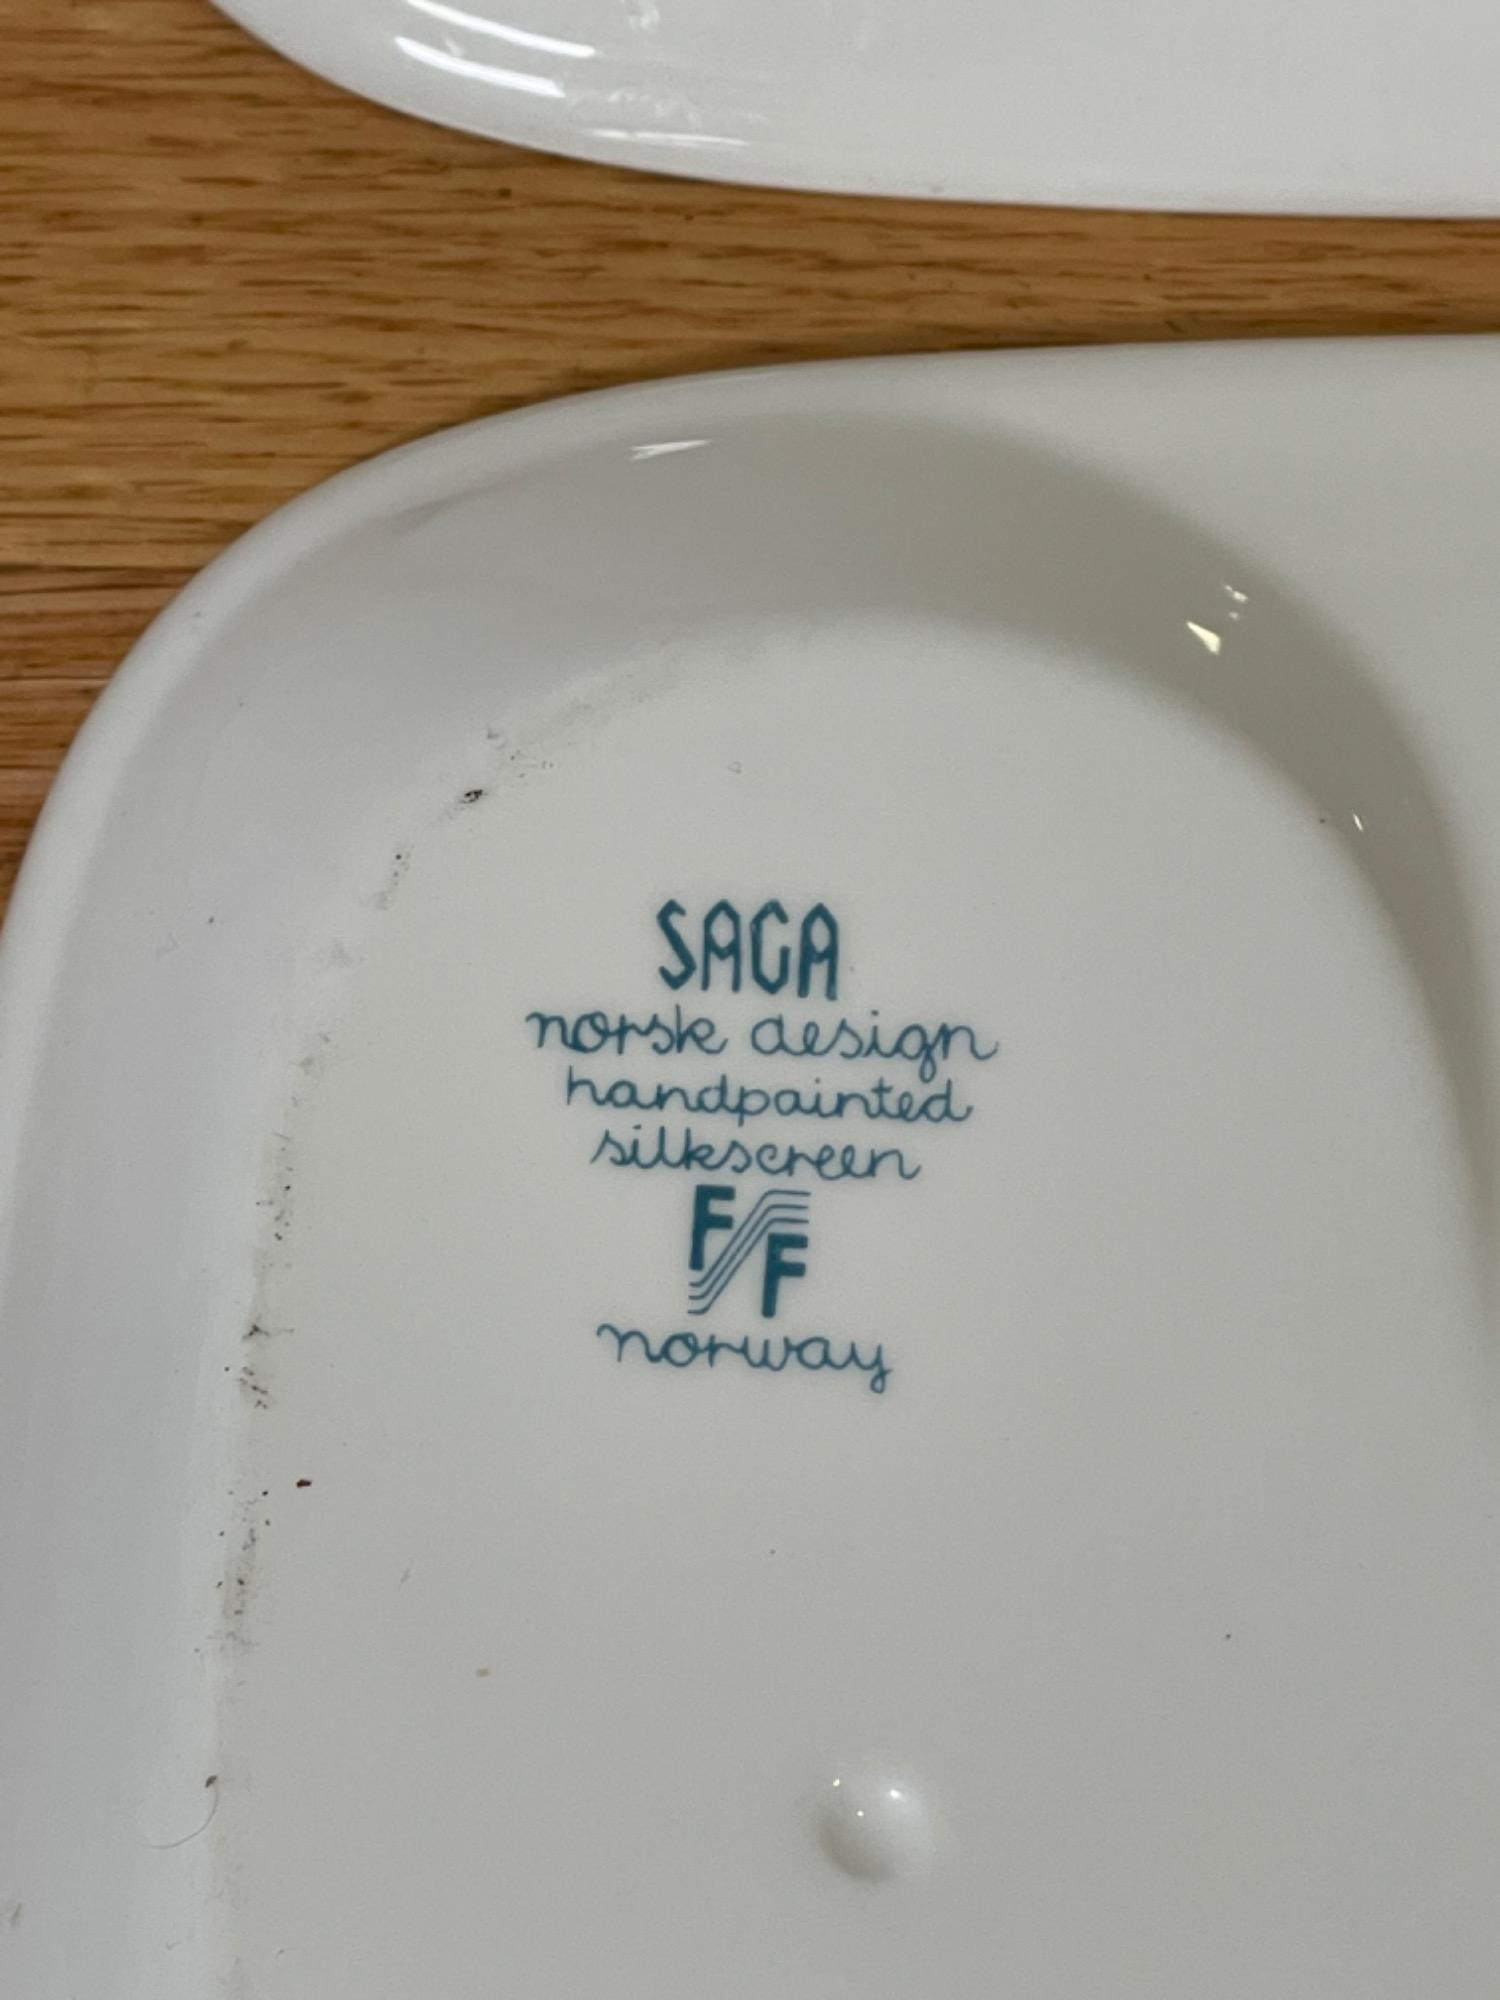 SAGA
norsk design
handpainted
silkscreen
F F
norway